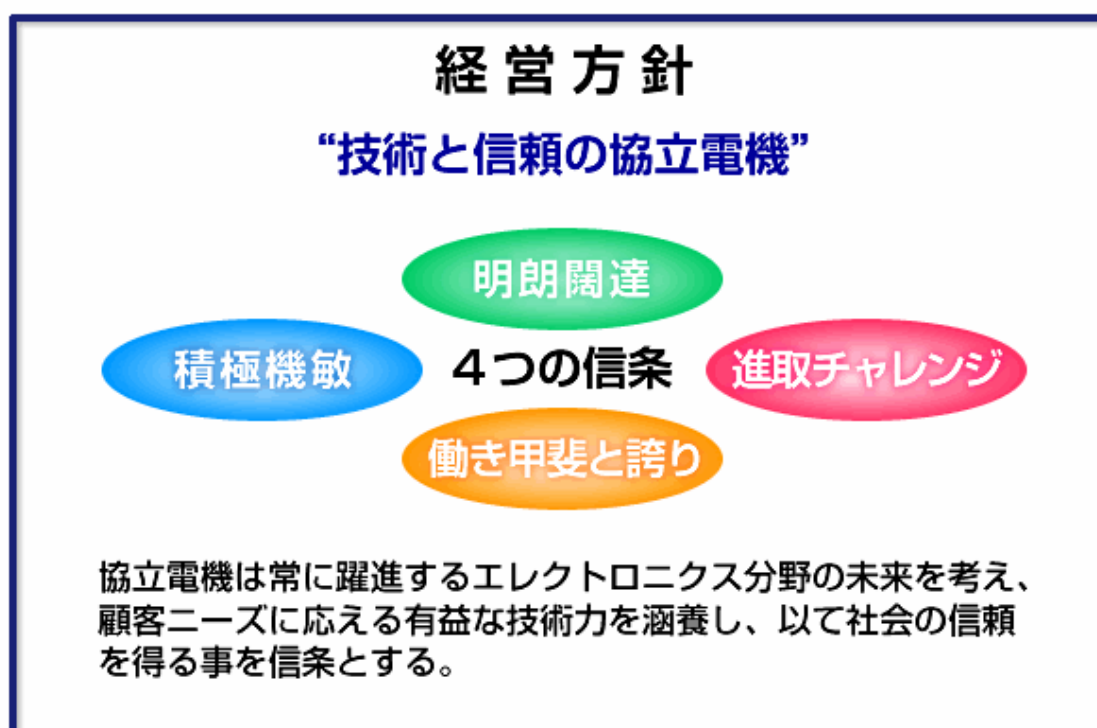 経営方針
“技術と信頼の協立電機”
明朗闊達
積極機敏
4つの信条
進取チャレンジ
働き甲斐と誇り
協立電機は常に躍進するエレクトロニクス分野の未来を考え、
顧客ニーズに応える有益な技術力を涵養し、以て社会の信頼
を得る事を信条とする。